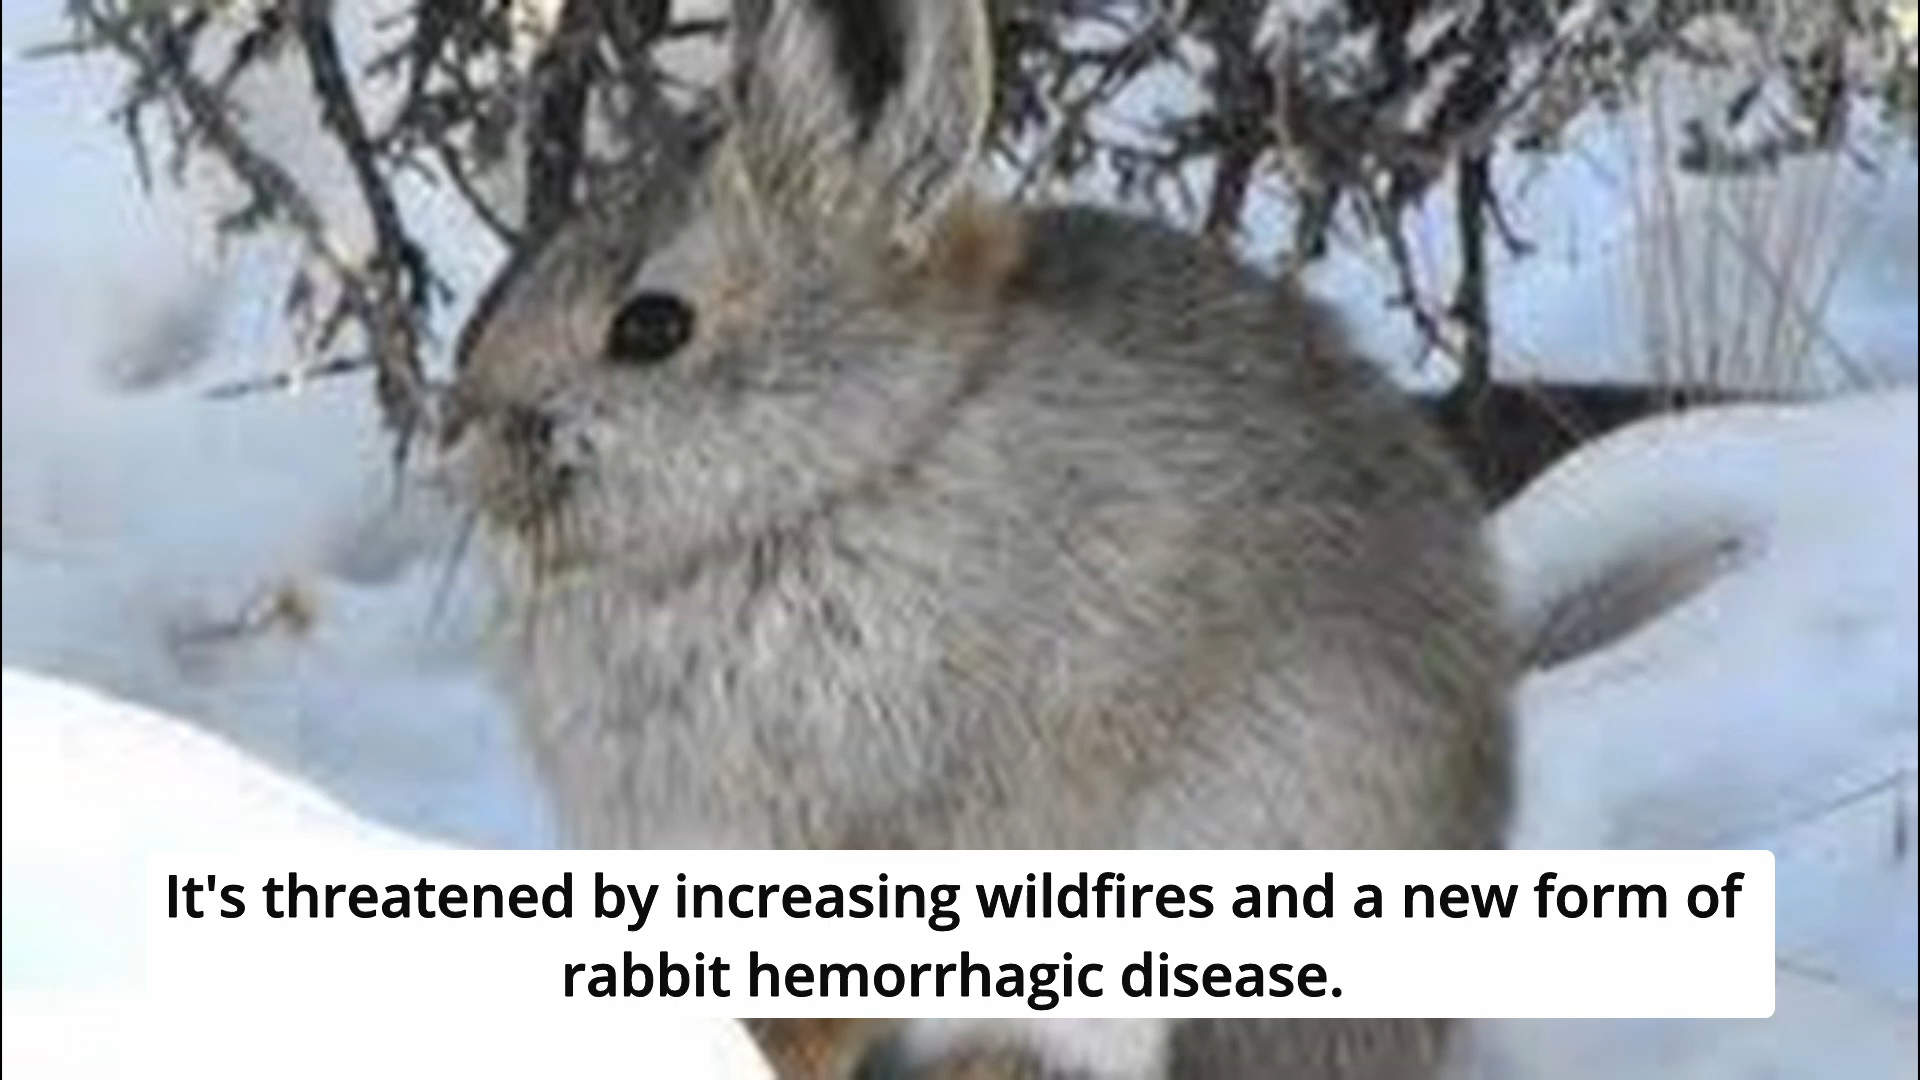 It's threatened by increasing wildfires and a new form of
rabbit hemorrhagic disease.